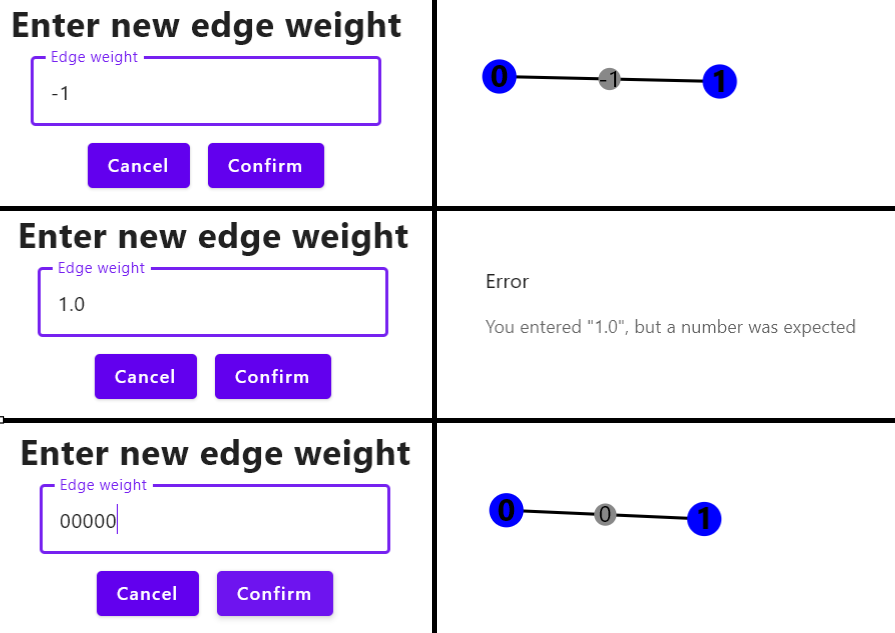 Enter new edge weight
Edge weight
-1
Cancel Confirm
0 -1 1
Enter new edge weight
Edge weight
1.0
Cancel Confirm
Error
You entered "1.0", but a number was expected
Enter new edge weight
Edge weight
00000
Cancel Confirm
0 0 1